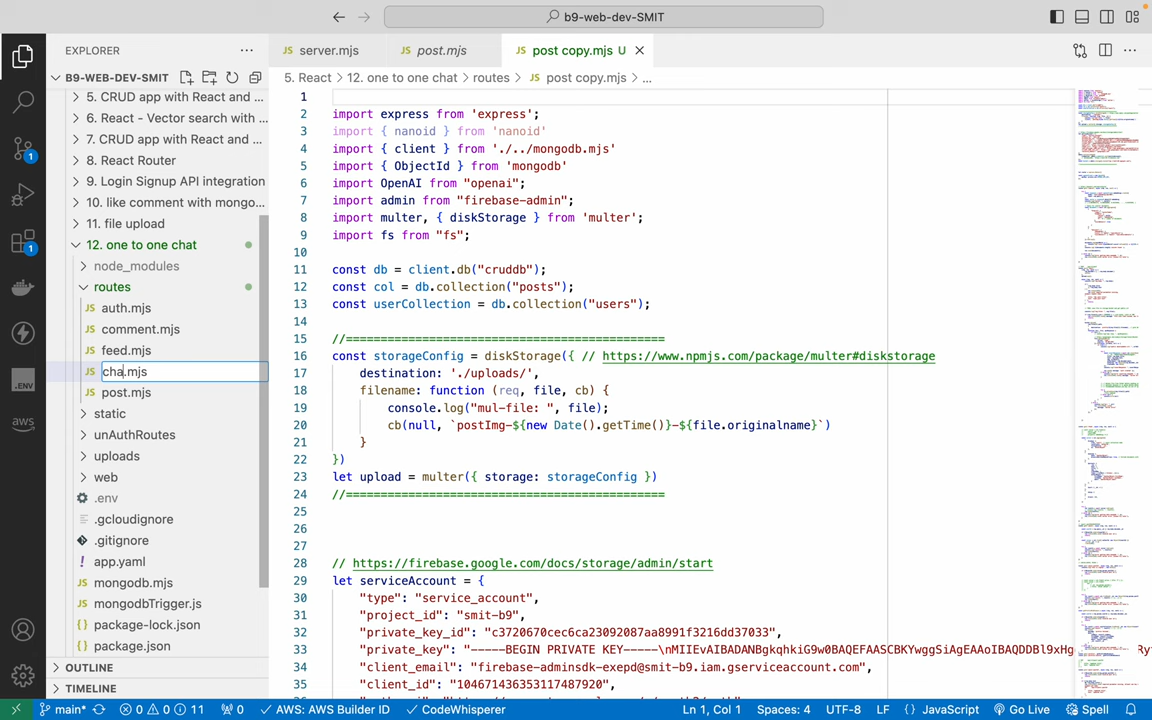 b9-web-dev-SMIT
EXPLORER
server.mjs
post.mjs
post copy.mjs U
B9-WEB-DEV-SMIT
5. React > 12. one to one chat > routes > JS post copy.mjs > ...
5. CRUD app with React and ...
6. React - Vector search with ...
7. CRUD app with React and ...
8. React Router
9. Login Signup API integration
10. like comment with mongo...
11. file upload
12. one to one chat
node_modules
routes
JS auth.mjs
JS comment.mjs
JS feed.mjs
JS cha.mjs
JS post.mjs
static
unAuthRoutes
uploads
web
.env
.gcloudignore
.gitignore
! app.yaml
JS mongodb.mjs
JS mongodbTrigger.js
{} package-lock.json
{} package.json
OUTLINE
TIMELINE
1
2 import express from 'express';
3 import { nanoid } from 'nanoid'
4 import { client } from './../mongodb.mjs'
5 import { ObjectId } from 'mongodb'
6 import OpenAI from "openai";
7 import admin from "firebase-admin";
8 import multer, { diskStorage } from 'multer';
9 import fs from "fs";
10
11 const db = client.db("cruddb");
12 const col = db.collection("posts");
13 const userCollection = db.collection("users");
14
15 //==============================================
16 const storageConfig = diskStorage({ // https://www.npmjs.com/package/multer#diskstorage
17 destination: './uploads/',
18 filename: function (req, file, cb) {
19 console.log("mul-file: ", file);
20 cb(null, `postImg-${new Date().getTime()}-${file.originalname}`)
21 }
22 })
23 let upload = multer({ storage: storageConfig })
24 //==============================================
25
26
27
28 // https://firebase.google.com/docs/storage/admin/start
29 let serviceAccount = {
30 "type": "service_account",
31 "project_id": "smit-b9",
32 "private_key_id": "c3720670cec6ca23092087aa8991f3216dd37033",
33 "private_key": "-----BEGIN PRIVATE
34 "client_email": "firebase-adminsdk-exepd@smit-b9.iam.gserviceaccount.com",
35 "client_id": "104671436353117487920",
main*
0 0 11
0
AWS: AWS Builder ID
CodeWhisperer
Ln 1, Col 1
Spaces: 4
UTF-8
LF
{} JavaScript
Go Live
Spell